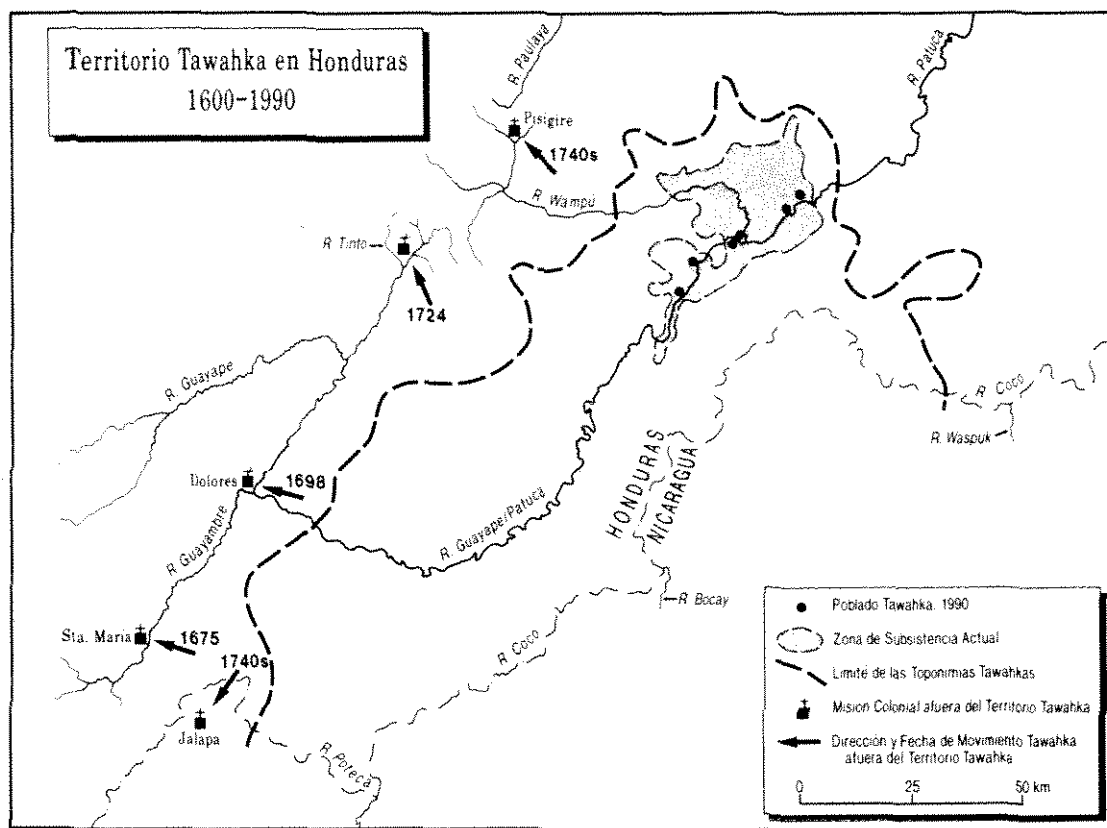 Territorio Tawahka en Honduras
1600-1990
R. Paulaya
R. Patuca
Pisigire
1740s
R. Wampú
R. Tinto
1724
R. Guayape
R. Coco
R. Waspuk
Dolores
1698
HONDURAS
NICARAGUA
R. Guayape/Patuca
R. Guayambre
R. Bocay
Sta. María
1675
1740s
R. Coco
Jalapa
R. Poteca
Poblado Tawahka. 1990
Zona de Subsistencia Actual
Limité de las Toponimias Tawahkas
Mision Colonial afuera del Territorio Tawahka
Dirección y Fecha de Movimiento Tawahka
afuera del Territorio Tawahka
0 25 50 km